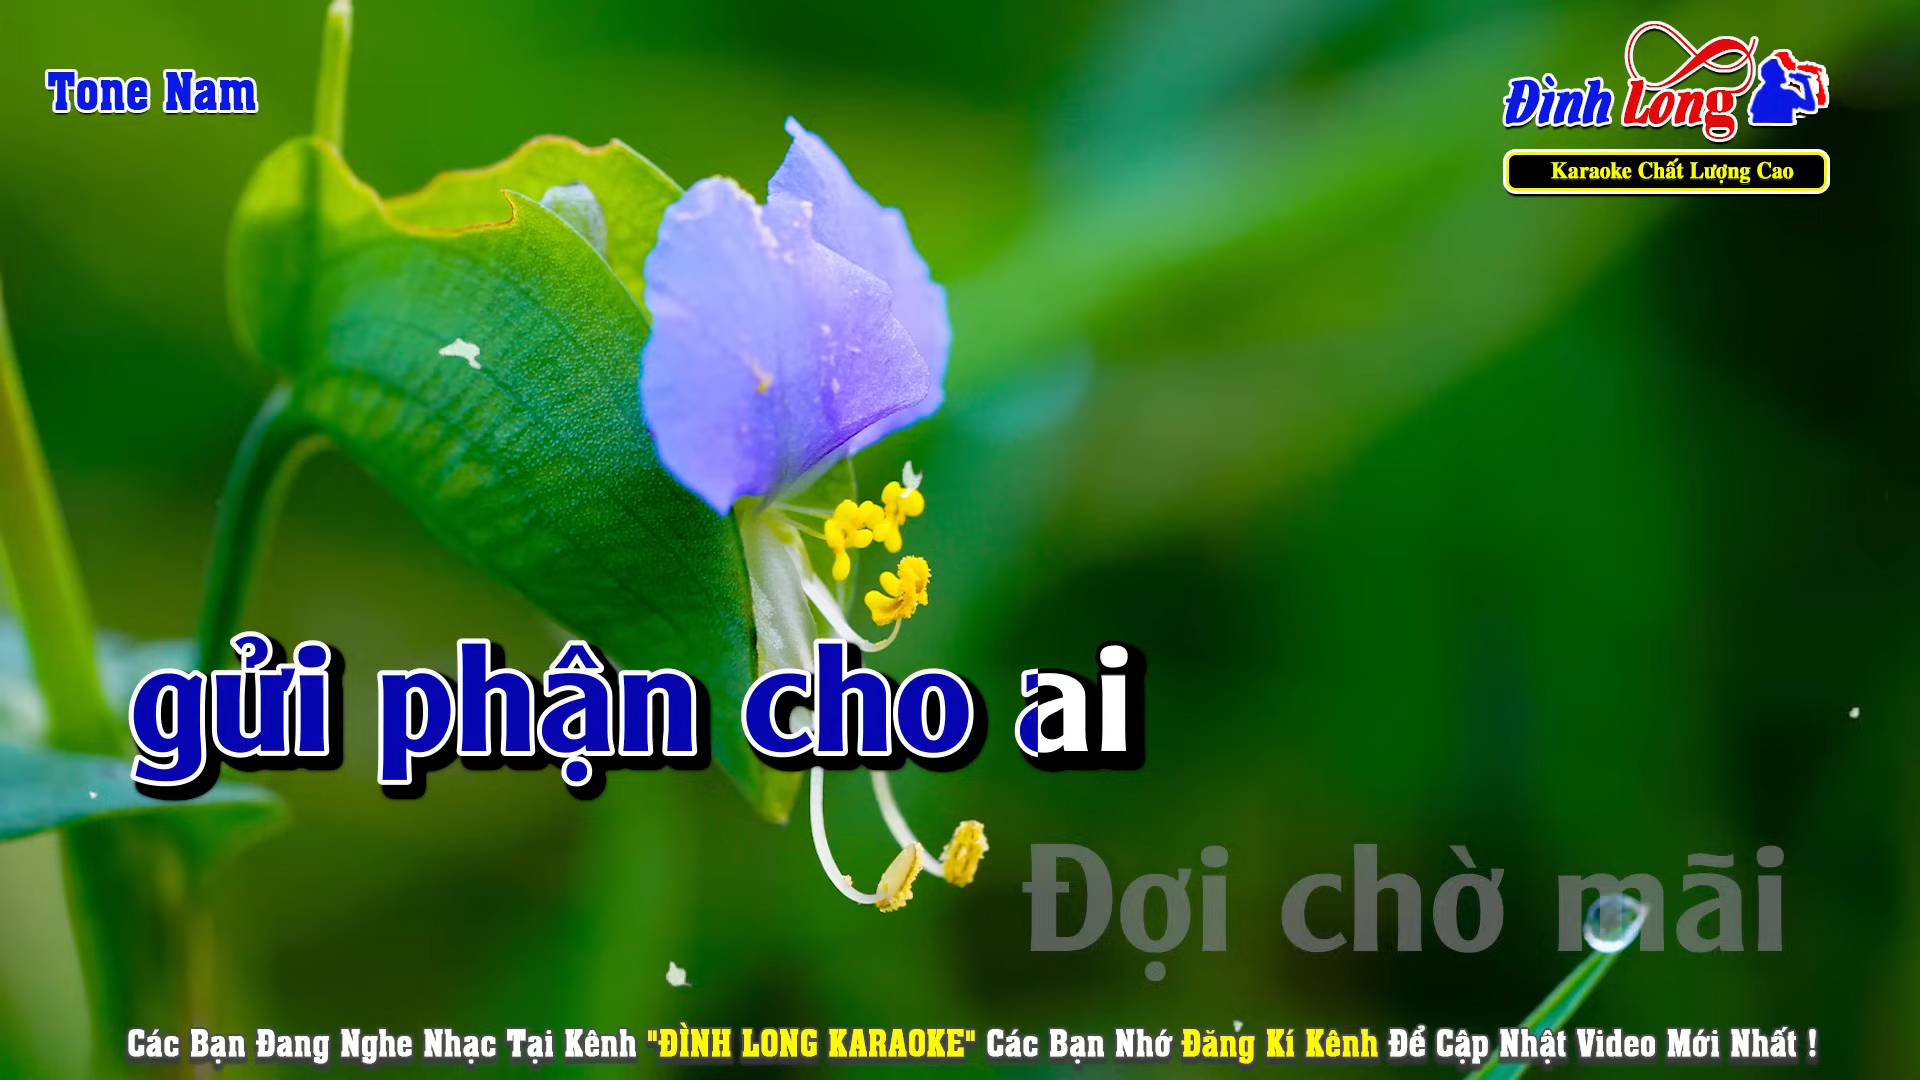 Tone Nam
Đình Long
Karaoke Chất Lượng Cao
gửi phận cho ai
Đợi chờ mãi
Các Bạn Đang Nghe Nhạc Tại Kênh "ĐÌNH LONG KARAOKE" Các Bạn Nhớ Đăng Kí Kênh Để Cập Nhật Video Mới Nhất !